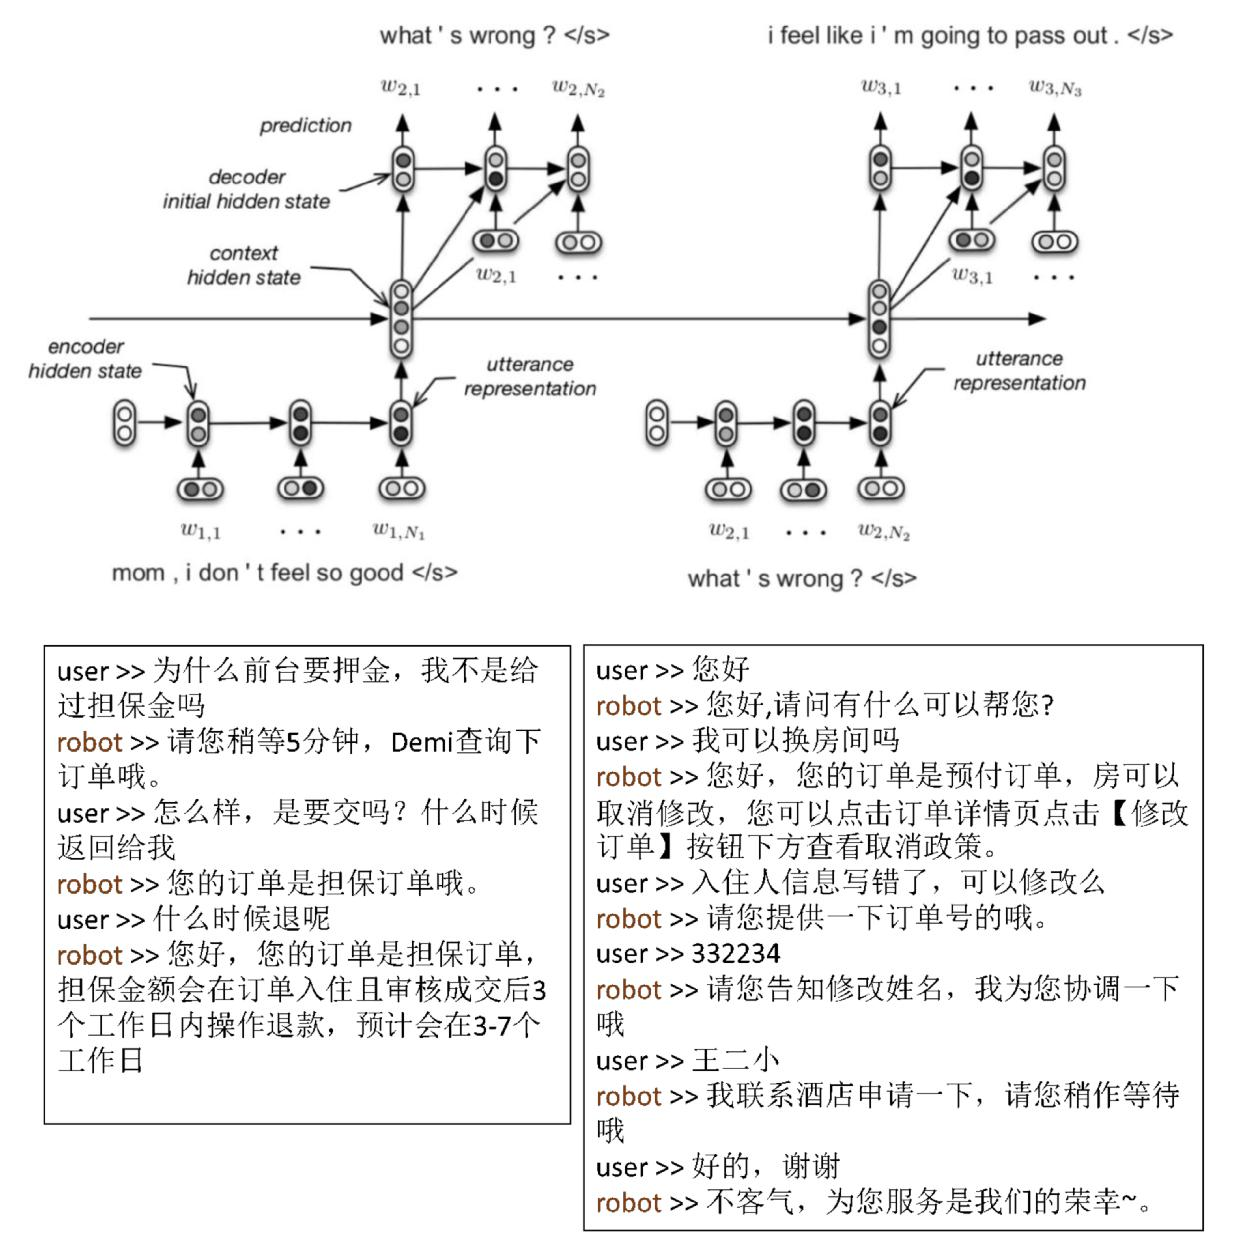 what ' s wrong ? </s>
i feel like i ' m going to pass out . </s>
w2,1 · · · w2,N2
w3,1 · · · w3,N3
prediction
decoder
initial hidden state
context
hidden state
w2,1 · · ·
w3,1 · · ·
encoder
hidden state
utterance
representation
utterance
representation
w1,1 · · · w1,N1
w2,1 · · · w2,N2
mom , i don ' t feel so good </s>
what ' s wrong ? </s>
user >> 为什么前台要押金，我不是给
过担保金吗
robot >> 请您稍等5分钟，Demi查询下
订单哦。
user >> 怎么样，是要交吗？什么时候
返回给我
robot >> 您的订单是担保订单哦。
user >> 什么时候退呢
robot >> 您好，您的订单是担保订单，
担保金额会在订单入住且审核成交后3
个工作日内操作退款，预计会在3-7个
工作日
user >> 您好
robot >> 您好,请问有什么可以帮您?
user >> 我可以换房间吗
robot >> 您好，您的订单是预付订单，房可以
取消修改，您可以点击订单详情页点击【修改
订单】按钮下方查看取消政策。
user >> 入住人信息写错了，可以修改么
robot >> 请您提供一下订单号的哦。
user >> 332234
robot >> 请您告知修改姓名，我为您协调一下
哦
user >> 王二小
robot >> 我联系酒店申请一下，请您稍作等待
哦
user >> 好的，谢谢
robot >> 不客气，为您服务是我们的荣幸~。